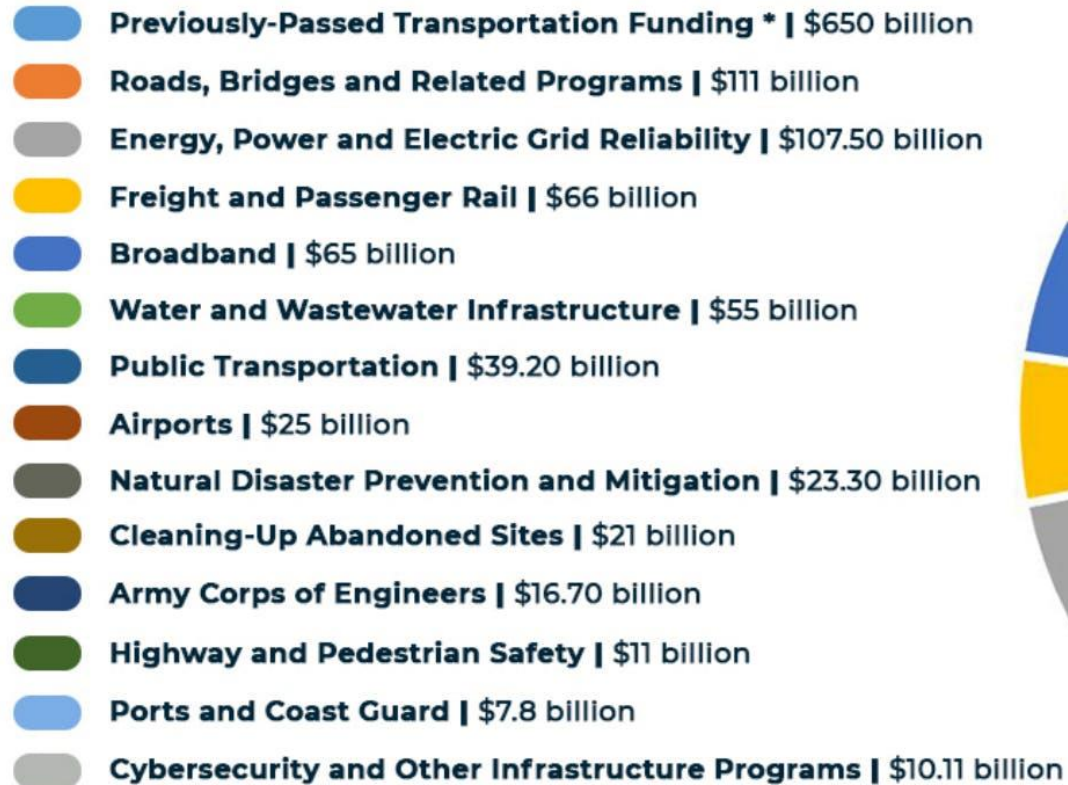 Previously-Passed Transportation Funding * | $650 billion
Roads, Bridges and Related Programs | $111 billion
Energy, Power and Electric Grid Reliability | $107.50 billion
Freight and Passenger Rail | $66 billion
Broadband | $65 billion
Water and Wastewater Infrastructure | $55 billion
Public Transportation | $39.20 billion
Airports | $25 billion
Natural Disaster Prevention and Mitigation | $23.30 billion
Cleaning-Up Abandoned Sites | $21 billion
Army Corps of Engineers | $16.70 billion
Highway and Pedestrian Safety | $11 billion
Ports and Coast Guard | $7.8 billion
Cybersecurity and Other Infrastructure Programs | $10.11 billion